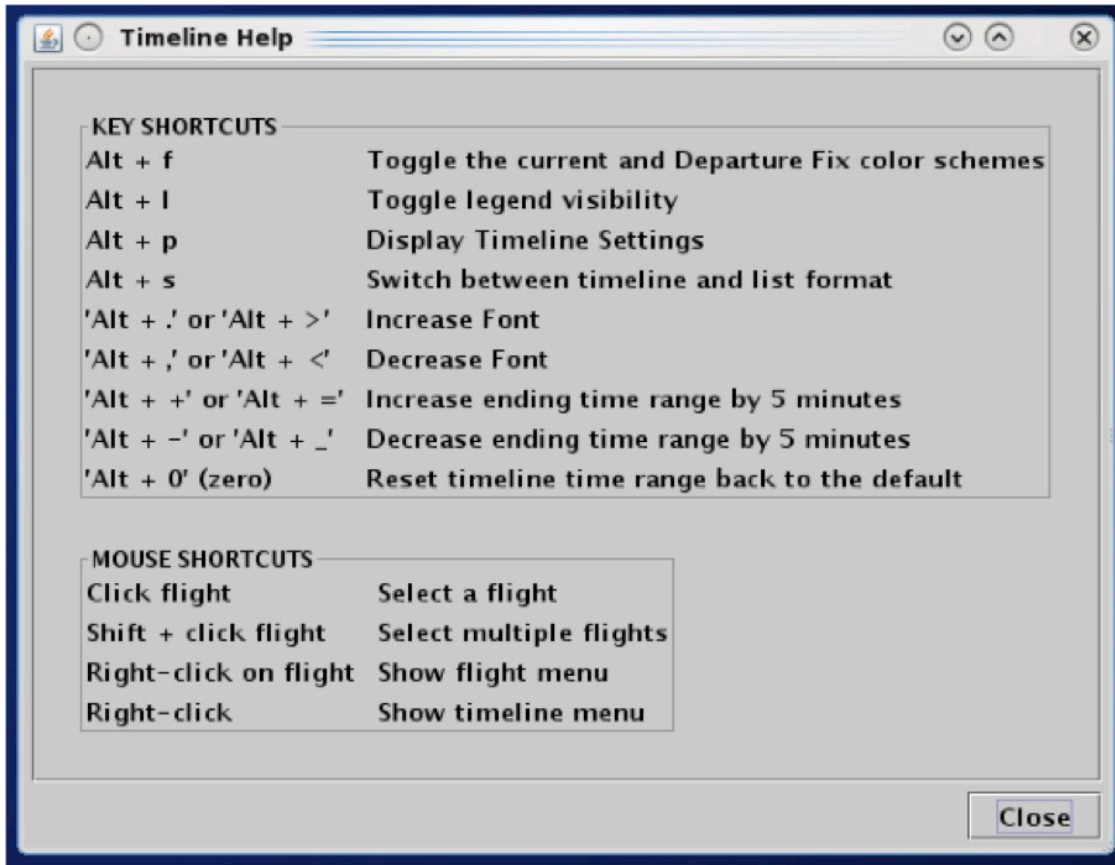 Timeline Help
KEY SHORTCUTS
Alt + f Toggle the current and Departure Fix color schemes
Alt + l Toggle legend visibility
Alt + p Display Timeline Settings
Alt + s Switch between timeline and list format
'Alt + .' or 'Alt + >' Increase Font
'Alt + ,' or 'Alt + <' Decrease Font
'Alt + +' or 'Alt + =' Increase ending time range by 5 minutes
'Alt + -' or 'Alt + _' Decrease ending time range by 5 minutes
'Alt + 0' (zero) Reset timeline time range back to the default
MOUSE SHORTCUTS
Click flight Select a flight
Shift + click flight Select multiple flights
Right-click on flight Show flight menu
Right-click Show timeline menu
Close